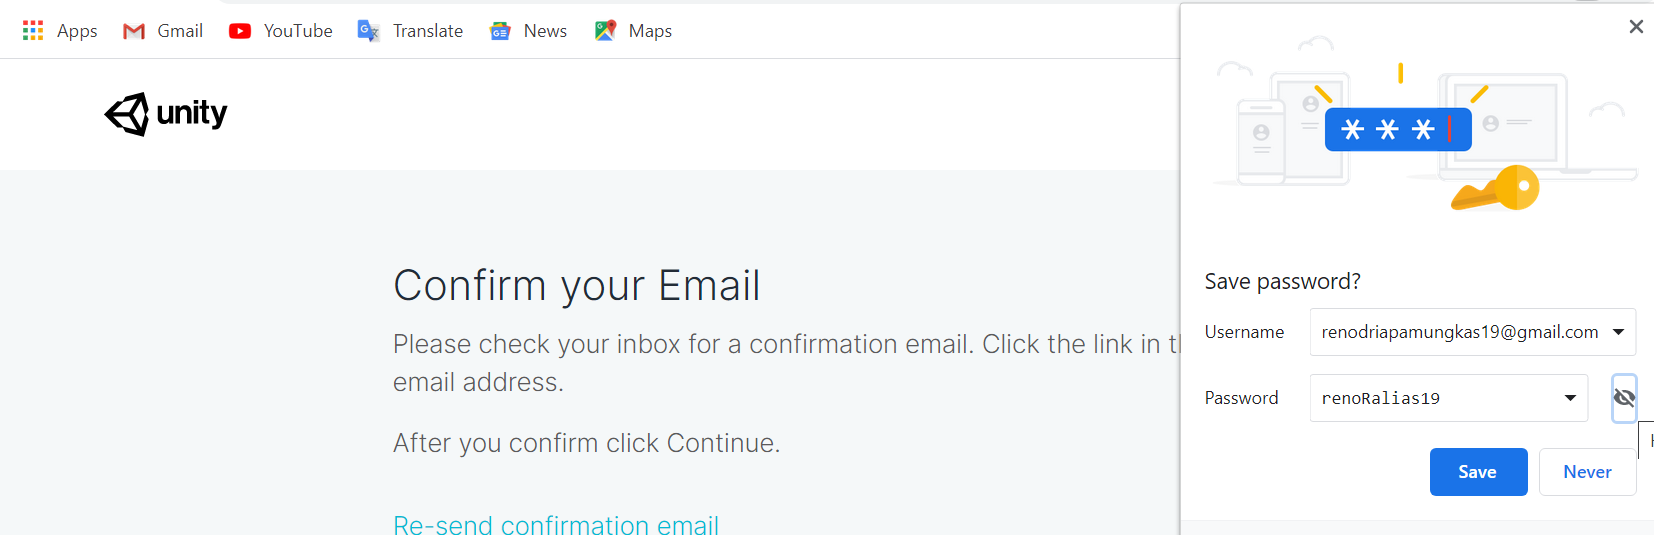 Apps Gmail YouTube Translate News Maps
unity
Confirm your Email
Please check your inbox for a confirmation email. Click the link in
email address.
After you confirm click Continue.
Re-send confirmation email
***
Save password?
Username renodriapamungkas19@gmail.com
Password renoRalias19
Save Never